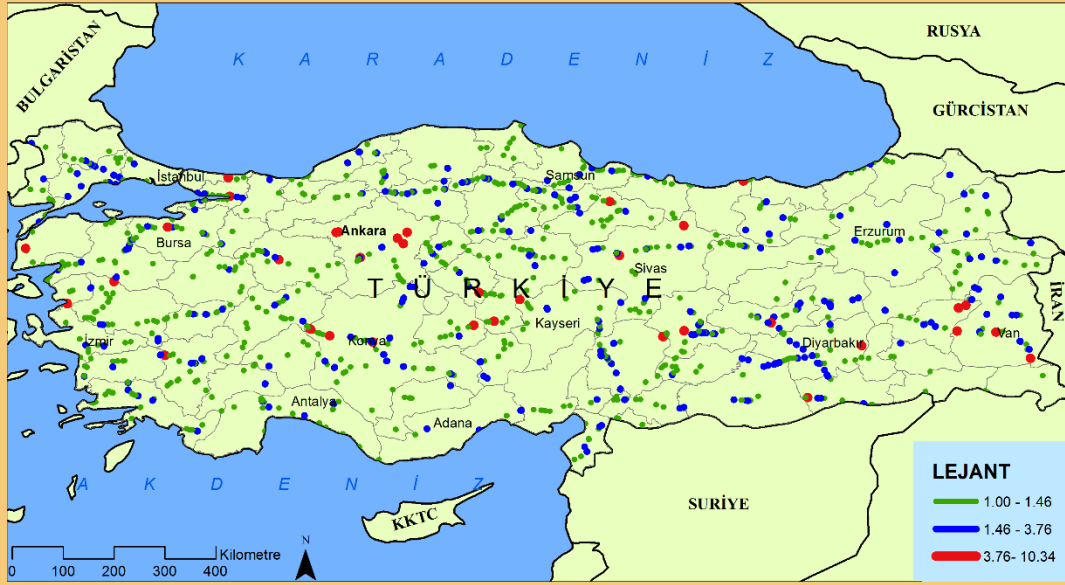 BULGARİSTAN
RUSYA
GÜRCİSTAN
K A R A D E N İ Z
İstanbul
Samsun
Bursa
Ankara
Erzurum
Sivas
T Ü R K İ Y E
İRAN
Kayseri
İzmir
Konya
Diyarbakır
Van
Antalya
Adana
A K D E N İ Z
KKTC
SURİYE
LEJANT
1.00 - 1.46
1.46 - 3.76
3.76- 10.34
N
Kilometre
0 100 200 300 400